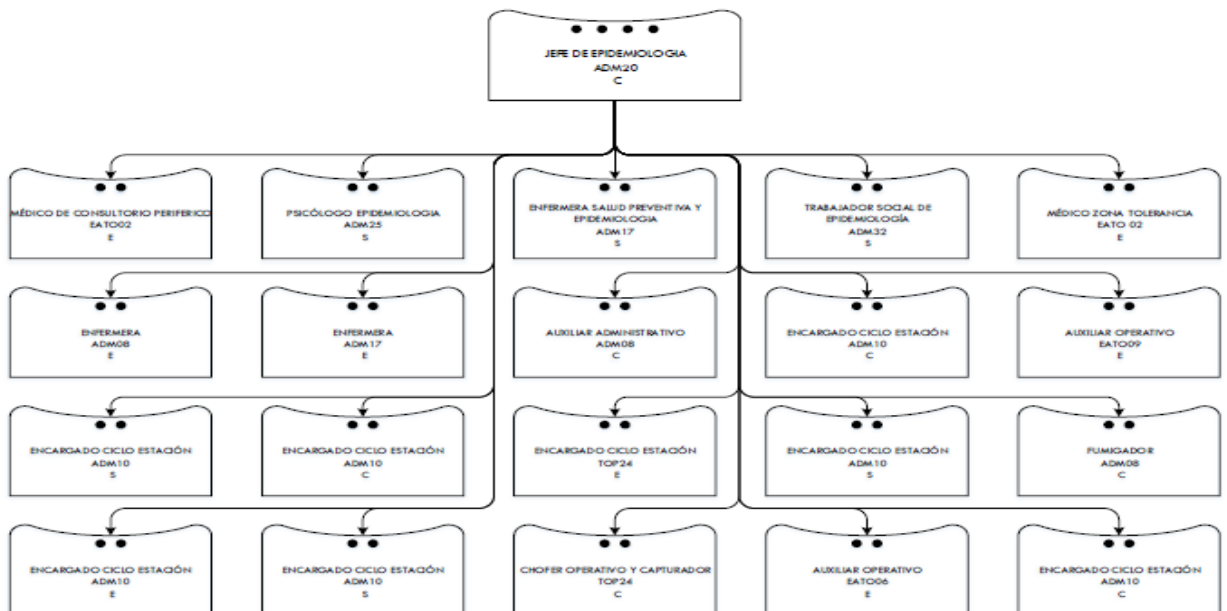 JEFE DE EPIDEMIOLOGIA
ADM20
C
MÉDICO DE CONSULTORIO PERIFERICO
EATO02
E
PSICÓLOGO EPIDEMIOLOGIA
ADM25
S
ENFERMERA SALUD PREVENTIVA Y
EPIDEMIOLOGIA
ADM17
S
TRABAJADOR SOCIAL DE
EPIDEMIOLOGÍA
ADM32
S
MÉDICO ZONA TOLERANCIA
EATO 02
E
ENFERMERA
ADM08
E
ENFERMERA
ADM17
E
AUXILIAR ADMINISTRATIVO
ADM08
C
ENCARGADO CICLO ESTACIÓN
ADM10
C
AUXILIAR OPERATIVO
EATO09
E
ENCARGADO CICLO ESTACIÓN
ADM10
S
ENCARGADO CICLO ESTACIÓN
ADM10
C
ENCARGADO CICLO ESTACIÓN
TOP24
E
ENCARGADO CICLO ESTACIÓN
ADM10
S
FUMIGADOR
ADM08
C
ENCARGADO CICLO ESTACIÓN
ADM10
E
ENCARGADO CICLO ESTACIÓN
ADM10
S
CHOFER OPERATIVO Y CAPTURADOR
TOP24
C
AUXILIAR OPERATIVO
EATO06
E
ENCARGADO CICLO ESTACIÓN
ADM10
C